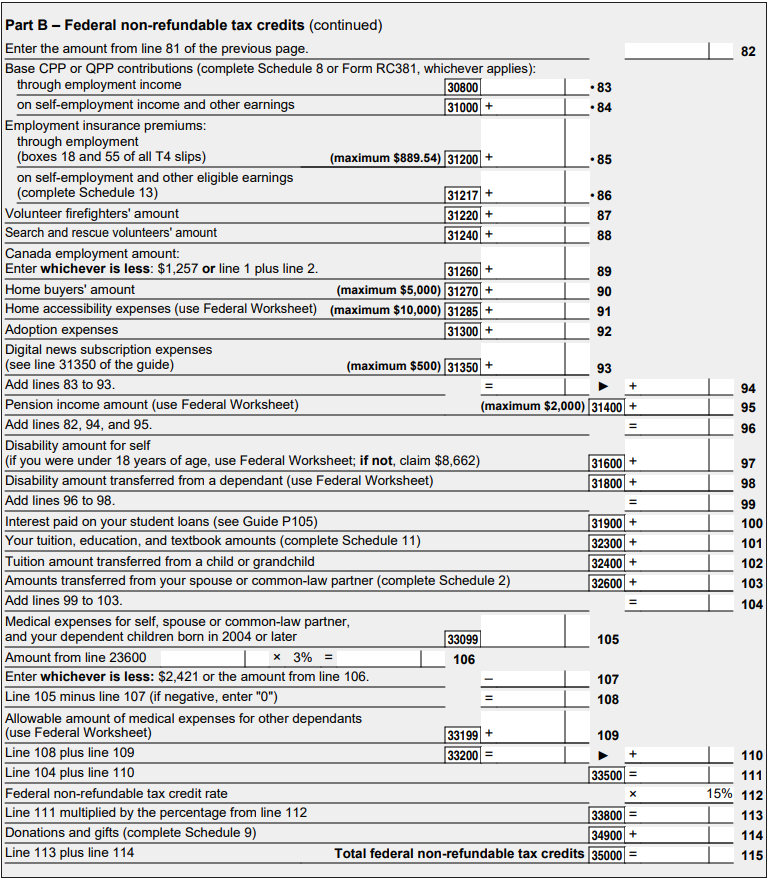 Part B – Federal non-refundable tax credits (continued)
Enter the amount from line 81 of the previous page. 82
Base CPP or QPP contributions (complete Schedule 8 or Form RC381, whichever applies):
through employment income 30800 •83
on self-employment income and other earnings 31000 + •84
Employment insurance premiums:
through employment
(boxes 18 and 55 of all T4 slips) (maximum $889.54) 31200 + •85
on self-employment and other eligible earnings
(complete Schedule 13) 31217 + •86
Volunteer firefighters' amount 31220 + 87
Search and rescue volunteers' amount 31240 + 88
Canada employment amount:
Enter whichever is less: $1,257 or line 1 plus line 2. 31260 + 89
Home buyers' amount (maximum $5,000) 31270 + 90
Home accessibility expenses (use Federal Worksheet) (maximum $10,000) 31285 + 91
Adoption expenses 31300 + 92
Digital news subscription expenses
(see line 31350 of the guide) (maximum $500) 31350 + 93
Add lines 83 to 93. = ► + 94
Pension income amount (use Federal Worksheet) (maximum $2,000) 31400 + 95
Add lines 82, 94, and 95. = 96
Disability amount for self
(if you were under 18 years of age, use Federal Worksheet; if not, claim $8,662) 31600 + 97
Disability amount transferred from a dependant (use Federal Worksheet) 31800 + 98
Add lines 96 to 98. = 99
Interest paid on your student loans (see Guide P105) 31900 + 100
Your tuition, education, and textbook amounts (complete Schedule 11) 32300 + 101
Tuition amount transferred from a child or grandchild 32400 + 102
Amounts transferred from your spouse or common-law partner (complete Schedule 2) 32600 + 103
Add lines 99 to 103. = 104
Medical expenses for self, spouse or common-law partner,
and your dependent children born in 2004 or later 33099 105
Amount from line 23600 × 3% = 106
Enter whichever is less: $2,421 or the amount from line 106. – 107
Line 105 minus line 107 (if negative, enter "0") = 108
Allowable amount of medical expenses for other dependants
(use Federal Worksheet) 33199 + 109
Line 108 plus line 109 33200 = ► + 110
Line 104 plus line 110 33500 = 111
Federal non-refundable tax credit rate × 15% 112
Line 111 multiplied by the percentage from line 112 33800 = 113
Donations and gifts (complete Schedule 9) 34900 + 114
Line 113 plus line 114 Total federal non-refundable tax credits 35000 = 115